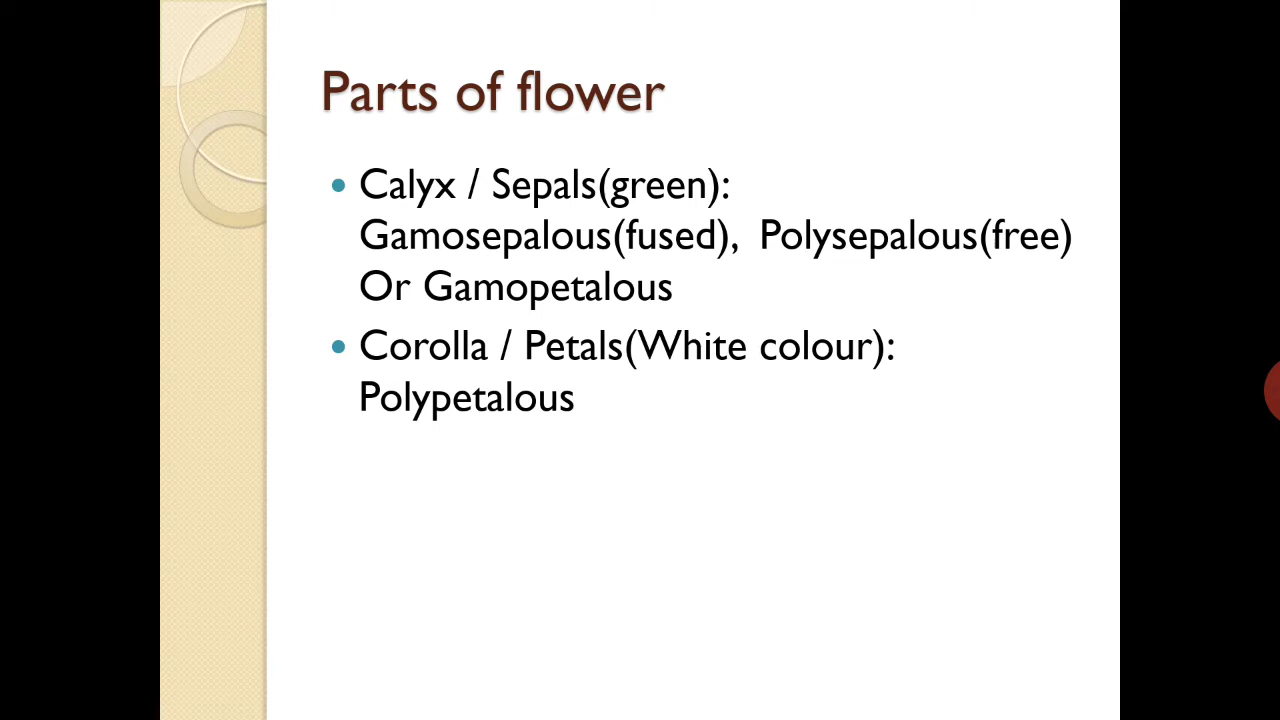 Parts of flower
Calyx / Sepals(green):
Gamosepalous(fused),  Polysepalous(free)
Or Gamopetalous
Corolla / Petals(White colour):
Polypetalous